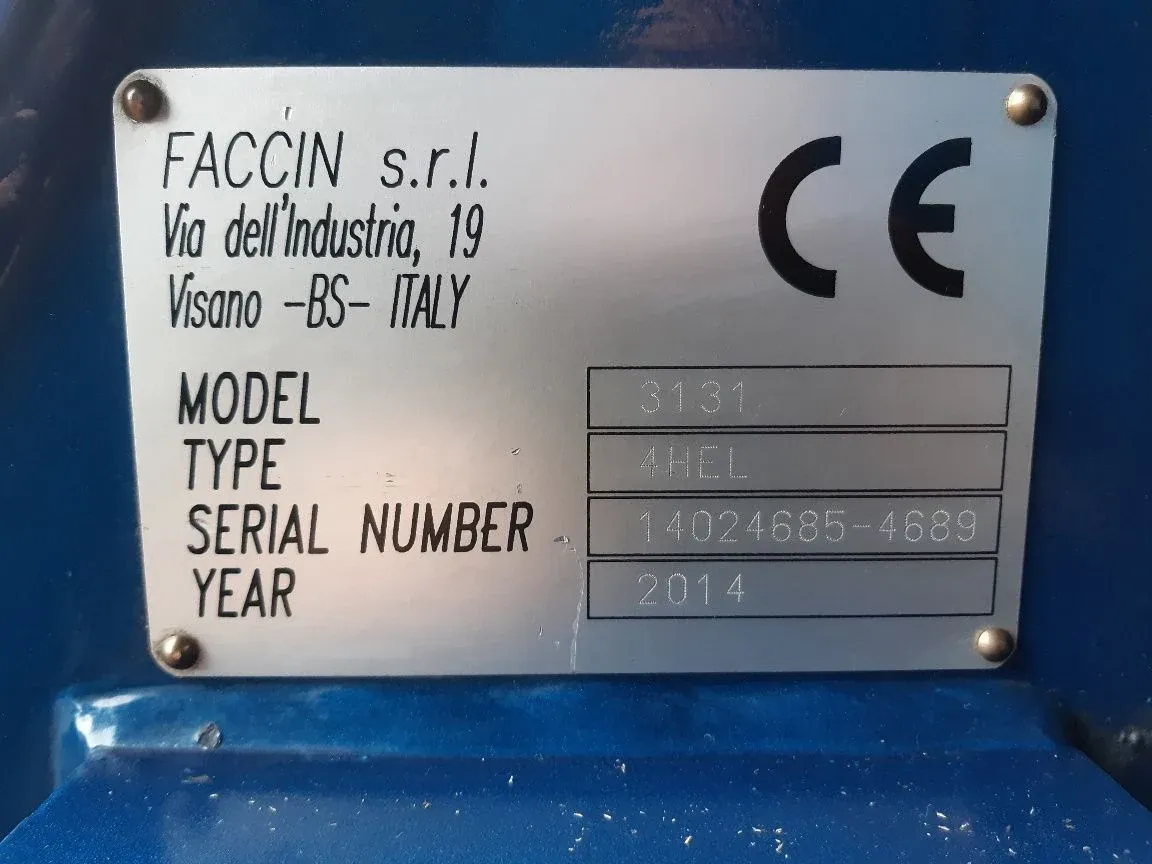 FACCIN s.r.l.
Via dell'Industria, 19
Visano -BS- ITALY
CE
MODEL 3131
TYPE 4HEL
SERIAL NUMBER 14024685-4689
YEAR 2014